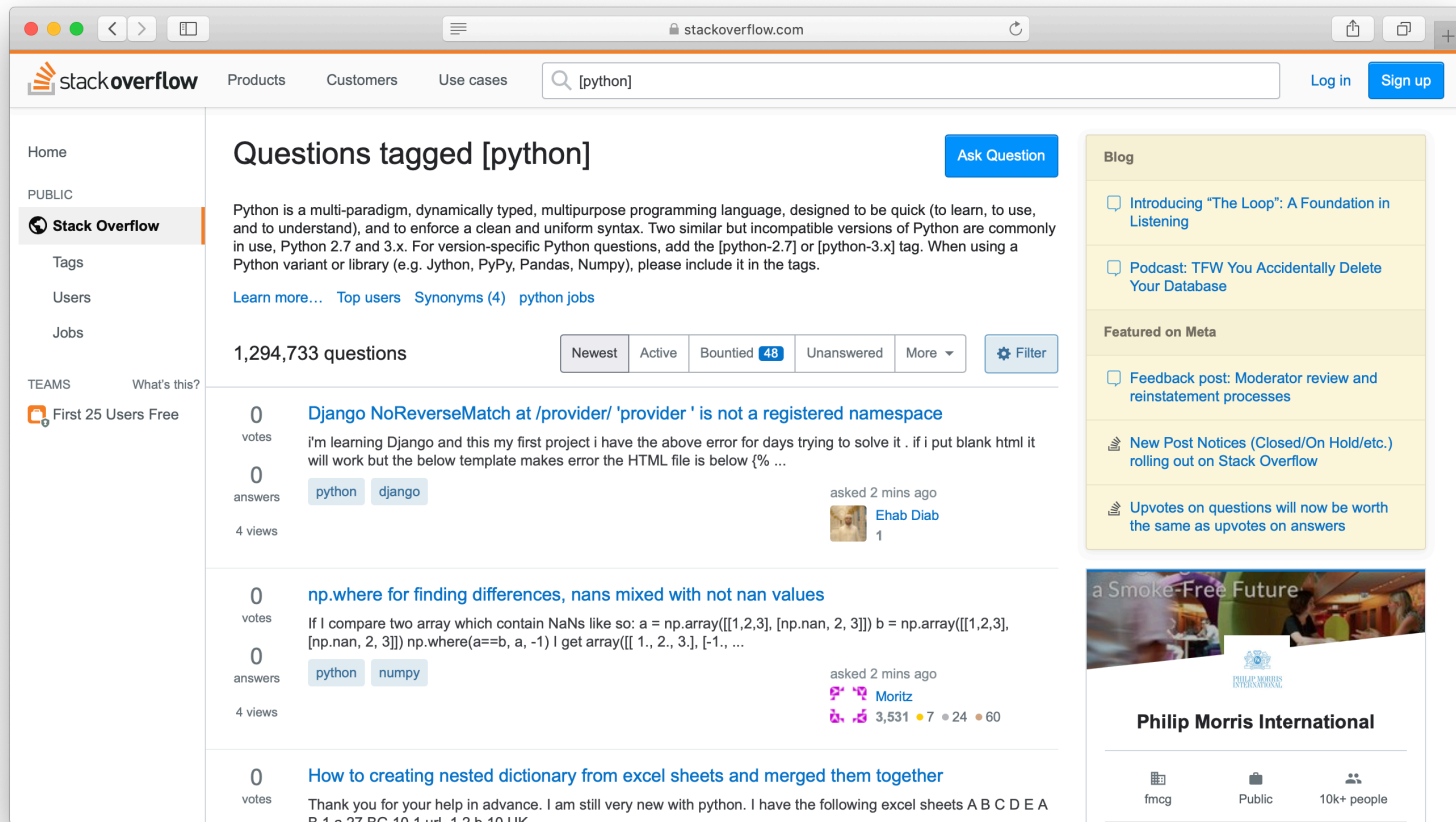 stackoverflow.com
stackoverflow
Products
Customers
Use cases
[python]
Log in
Sign up
Home
PUBLIC
Stack Overflow
Tags
Users
Jobs
TEAMS
What's this?
First 25 Users Free
Questions tagged [python]
Ask Question
Python is a multi-paradigm, dynamically typed, multipurpose programming language, designed to be quick (to learn, to use,
and to understand), and to enforce a clean and uniform syntax. Two similar but incompatible versions of Python are commonly
in use, Python 2.7 and 3.x. For version-specific Python questions, add the [python-2.7] or [python-3.x] tag. When using a
Python variant or library (e.g. Jython, PyPy, Pandas, Numpy), please include it in the tags.
Learn more… Top users Synonyms (4) python jobs
1,294,733 questions
Newest
Active
Bountied 48
Unanswered
More
Filter
0
votes
0
answers
4 views
Django NoReverseMatch at /provider/ 'provider ' is not a registered namespace
i'm learning Django and this my first project i have the above error for days trying to solve it . if i put blank html it
will work but the below template makes error the HTML file is below {% ...
python django
asked 2 mins ago
Ehab Diab
1
0
votes
0
answers
4 views
np.where for finding differences, nans mixed with not nan values
If I compare two array which contain NaNs like so: a = np.array([[1,2,3], [np.nan, 2, 3]]) b = np.array([[1,2,3],
[np.nan, 2, 3]]) np.where(a==b, a, -1) I get array([[ 1., 2., 3.], [-1., ...
python numpy
asked 2 mins ago
Moritz
3,531 7 24 60
0
votes
How to creating nested dictionary from excel sheets and merged them together
Thank you for your help in advance. I am still very new with python. I have the following excel sheets A B C D E A
Blog
Introducing “The Loop”: A Foundation in
Listening
Podcast: TFW You Accidentally Delete
Your Database
Featured on Meta
Feedback post: Moderator review and
reinstatement processes
New Post Notices (Closed/On Hold/etc.)
rolling out on Stack Overflow
Upvotes on questions will now be worth
the same as upvotes on answers
a Smoke-Free Future
PHILIP MORRIS
INTERNATIONAL
Philip Morris International
fmcg
Public
10k+ people